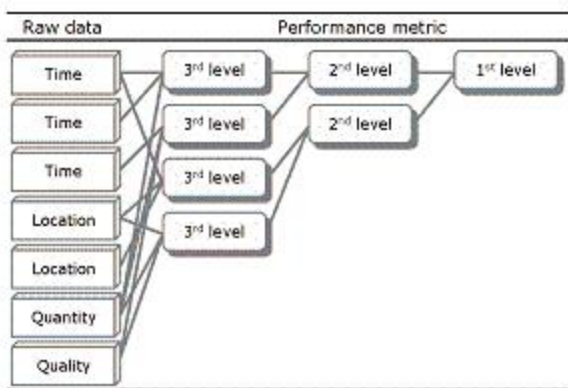 Raw data Performance metric
Time 3rd level 2nd level 1st level
Time 3rd level 2nd level
Time 3rd level
Location 3rd level
Location
Quantity
Quality